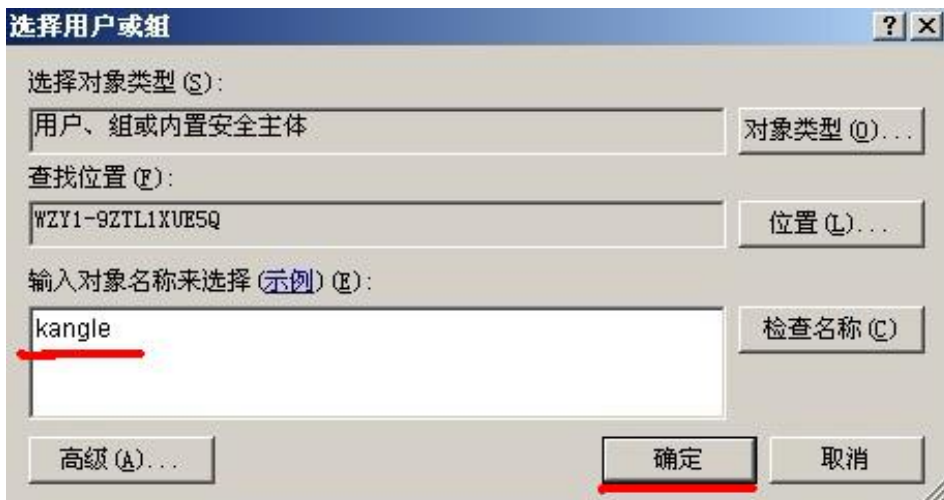 选择用户或组
选择对象类型(S):
用户、组或内置安全主体
对象类型(O)...
查找位置(F):
WZY1-9ZTL1XUE5Q
位置(L)...
输入对象名称来选择(示例)(E):
kangle
检查名称(C)
高级(A)...
确定
取消